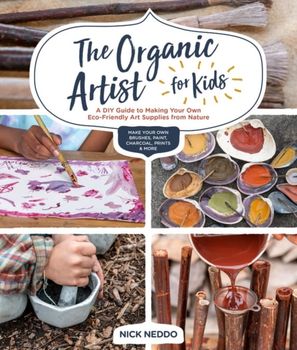 The Organic
Artist
for Kids
A DIY Guide to Making Your Own
Eco-Friendly Art Supplies from Nature
MAKE YOUR OWN
BRUSHES, PAINT,
CHARCOAL, PRINTS
& MORE
NICK NEDDO